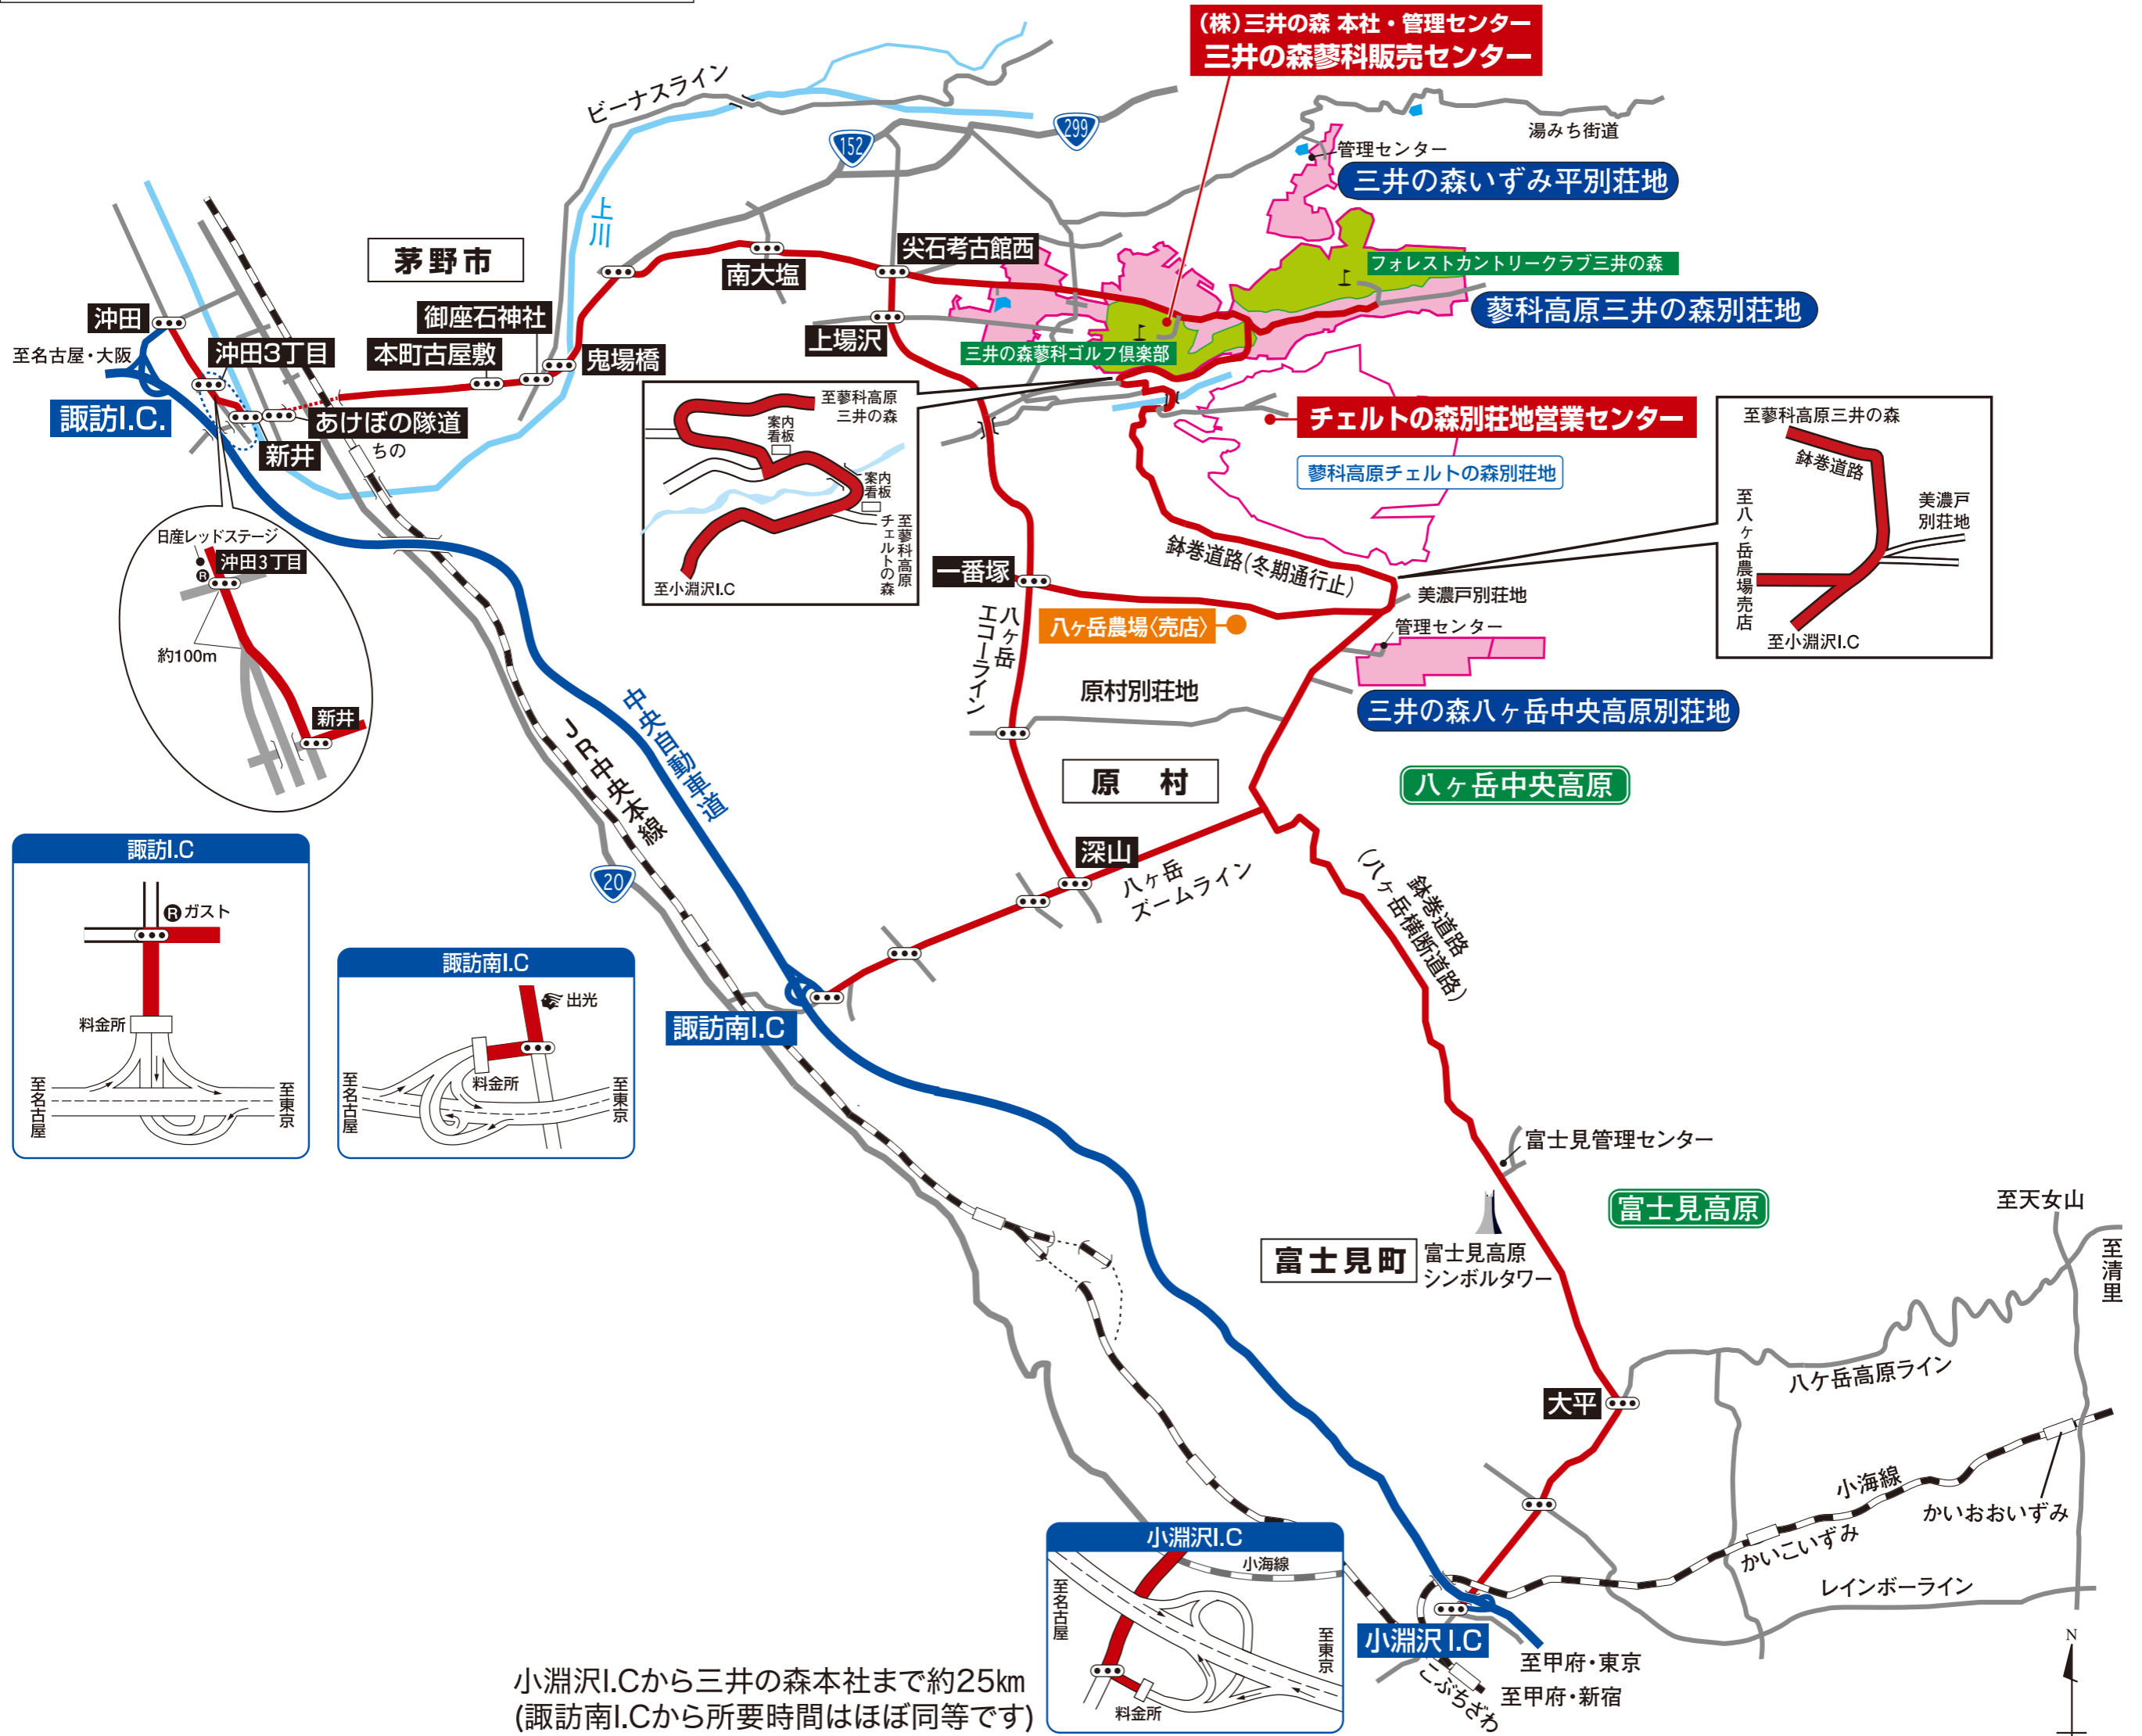 (株)三井の森 本社・管理センター
三井の森蓼科販売センター
ビーナスライン
152
299
湯みち街道
管理センター
三井の森いずみ平別荘地
上川
茅野市
南大塩
尖石考古館西
フォレストカントリークラブ三井の森
蓼科高原三井の森別荘地
沖田
御座石神社
上場沢
至名古屋・大阪
沖田3丁目
本町古屋敷
鬼場橋
三井の森蓼科ゴルフ倶楽部
諏訪I.C.
あけぼの隧道
新井
ちの
至蓼科高原
三井の森
案内
看板
案内
看板
至蓼科高原
チェルトの森
至小淵沢I.C
チェルトの森別荘地営業センター
蓼科高原チェルトの森別荘地
至蓼科高原三井の森
鉢巻道路
美濃戸
別荘地
至八ヶ岳農場売店
至小淵沢I.C
日産レッドステージ
R
沖田3丁目
約100m
新井
鉢巻道路(冬期通行止)
一番塚
美濃戸別荘地
八ヶ岳農場〈売店〉
管理センター
八ヶ岳
エコーライン
原村別荘地
三井の森八ヶ岳中央高原別荘地
中央自動車道
JR中央本線
原 村
八ヶ岳中央高原
深山
20
八ヶ岳
ズームライン
鉢巻道路
(八ヶ岳横断道路)
諏訪I.C
R ガスト
料金所
至名古屋
至東京
諏訪南I.C
出光
料金所
至名古屋
至東京
諏訪南I.C
富士見管理センター
富士見高原
至天女山
至清里
富士見町
富士見高原
シンボルタワー
八ケ岳高原ライン
大平
小海線
かいおおいずみ
かいこいずみ
レインボーライン
小淵沢I.C
小海線
至名古屋
至東京
料金所
小淵沢I.C
至甲府・東京
至甲府・新宿
こぶちざわ
N
小淵沢I.Cから三井の森本社まで約25㎞
(諏訪南I.Cから所要時間はほぼ同等です)